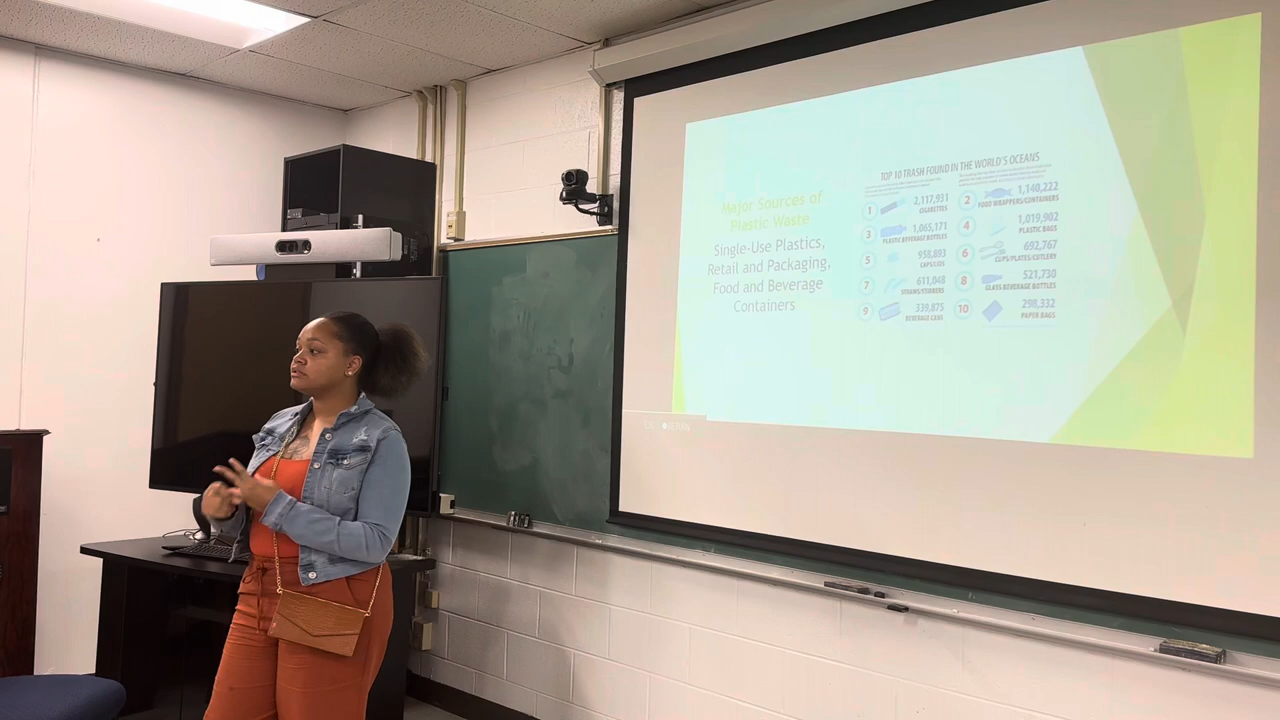 Major Sources of
Plastic Waste
Single-Use Plastics,
Retail and Packaging,
Food and Beverage
Containers
TOP 10 TRASH FOUND IN THE WORLD'S OCEANS
1 2,117,931
CIGARETTES
2 1,140,222
FOOD WRAPPERS/CONTAINERS
3 1,065,171
PLASTIC BEVERAGE BOTTLES
4 1,019,902
PLASTIC BAGS
5 958,893
CAPS/LIDS
6 692,767
CUPS/PLATES/CUTLERY
7 611,048
STRAWS/STIRRERS
8 521,730
GLASS BEVERAGE BOTTLES
9 339,875
BEVERAGE CANS
10 298,332
PAPER BAGS